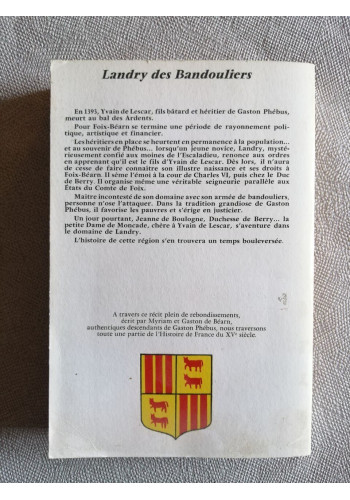 Landry des Bandouliers
En 1393, Yvain de Lescar, fils bâtard et héritier de Gaston Phébus,
meurt au bal des Ardents.
Pour Foix-Béarn se termine une période de rayonnement poli-
tique, artistique et financier.
Les héritiers en place se heurtent en permanence à la population...
et au souvenir de Phébus... lorsqu'un jeune novice, Landry, mysté-
rieusement confié aux moines de l'Escaladieu, renonce aux ordres
en apprenant qu'il est le fils d'Yvain de Lescar. Dès lors, il n'aura
de cesse de faire connaître son illustre naissance et ses droits à
Foix-Béarn. Il sème l'émoi à la cour de Charles VI, puis chez le Duc
de Berry. Il organise même une véritable seigneurie parallèle aux
États du Comté de Foix.
Maître incontesté de son domaine avec son armée de bandouliers,
personne n'ose l'attaquer. Dans la tradition grandiose de Gaston
Phébus, il favorise les pauvres et s'érige en justicier.
Un jour pourtant, Jeanne de Boulogne, Duchesse de Berry... la
petite Dame de Moncade, chère à Yvain de Lescar, s'aventure dans
le domaine de Landry.
L'histoire de cette région s'en trouvera un temps bouleversée.
A travers ce récit plein de rebondissements,
écrit par Myriam et Gaston de Béarn,
authentiques descendants de Gaston Phébus, nous traversons
toute une partie de l'Histoire de France du XVe siècle.